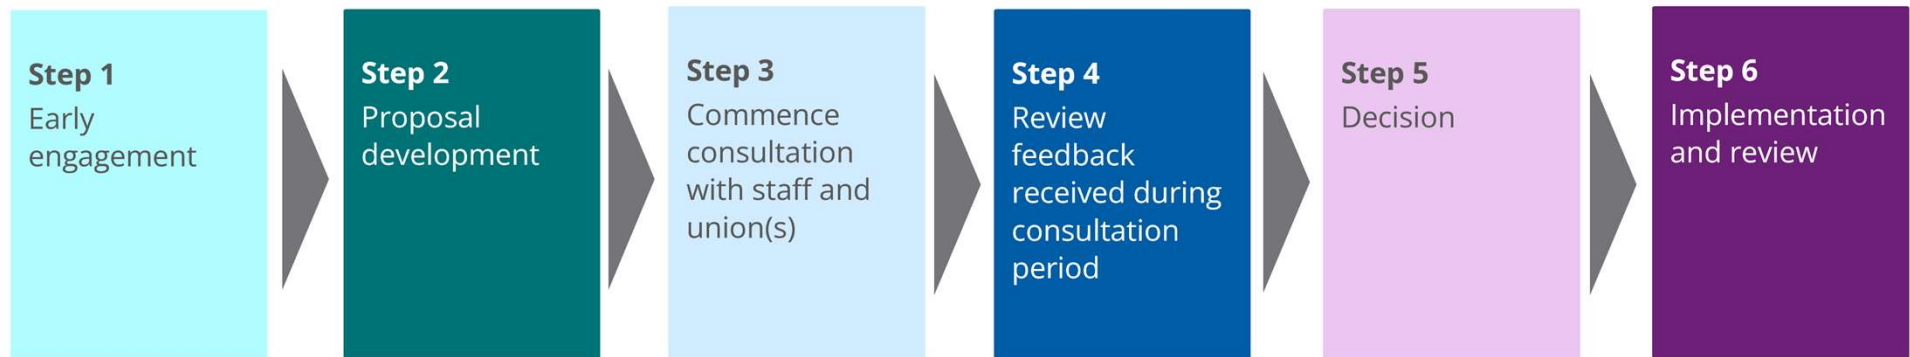 Step 1
Early
engagement
Step 2
Proposal
development
Step 3
Commence
consultation
with staff and
union(s)
Step 4
Review
feedback
received during
consultation
period
Step 5
Decision
Step 6
Implementation
and review